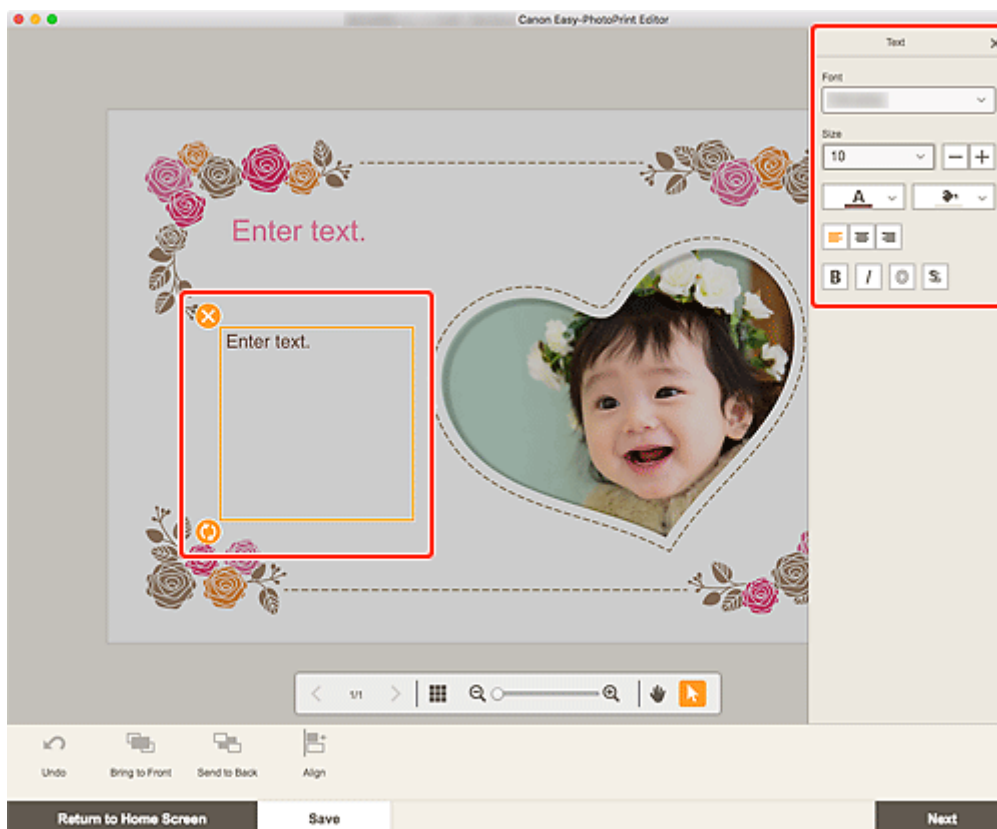 Canon Easy-PhotoPrint Editor
Text
Font
Size
10
A
B I O S
Enter text.
Enter text.
1/1
Undo
Bring to Front
Send to Back
Align
Return to Home Screen
Save
Next